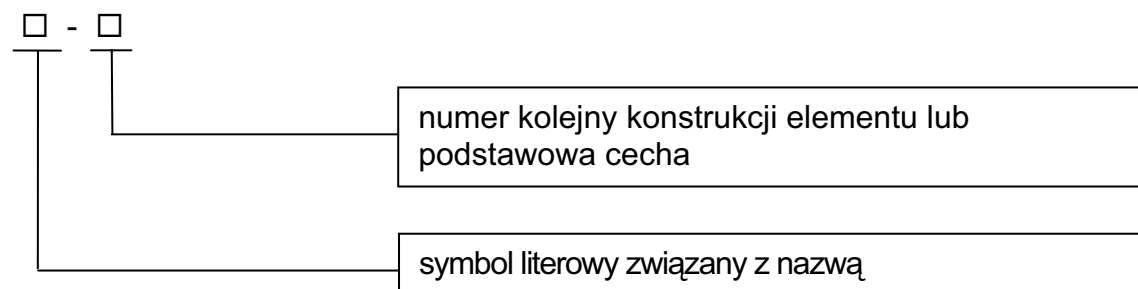 □ - □
numer kolejny konstrukcji elementu lub
podstawowa cecha
symbol literowy związany z nazwą